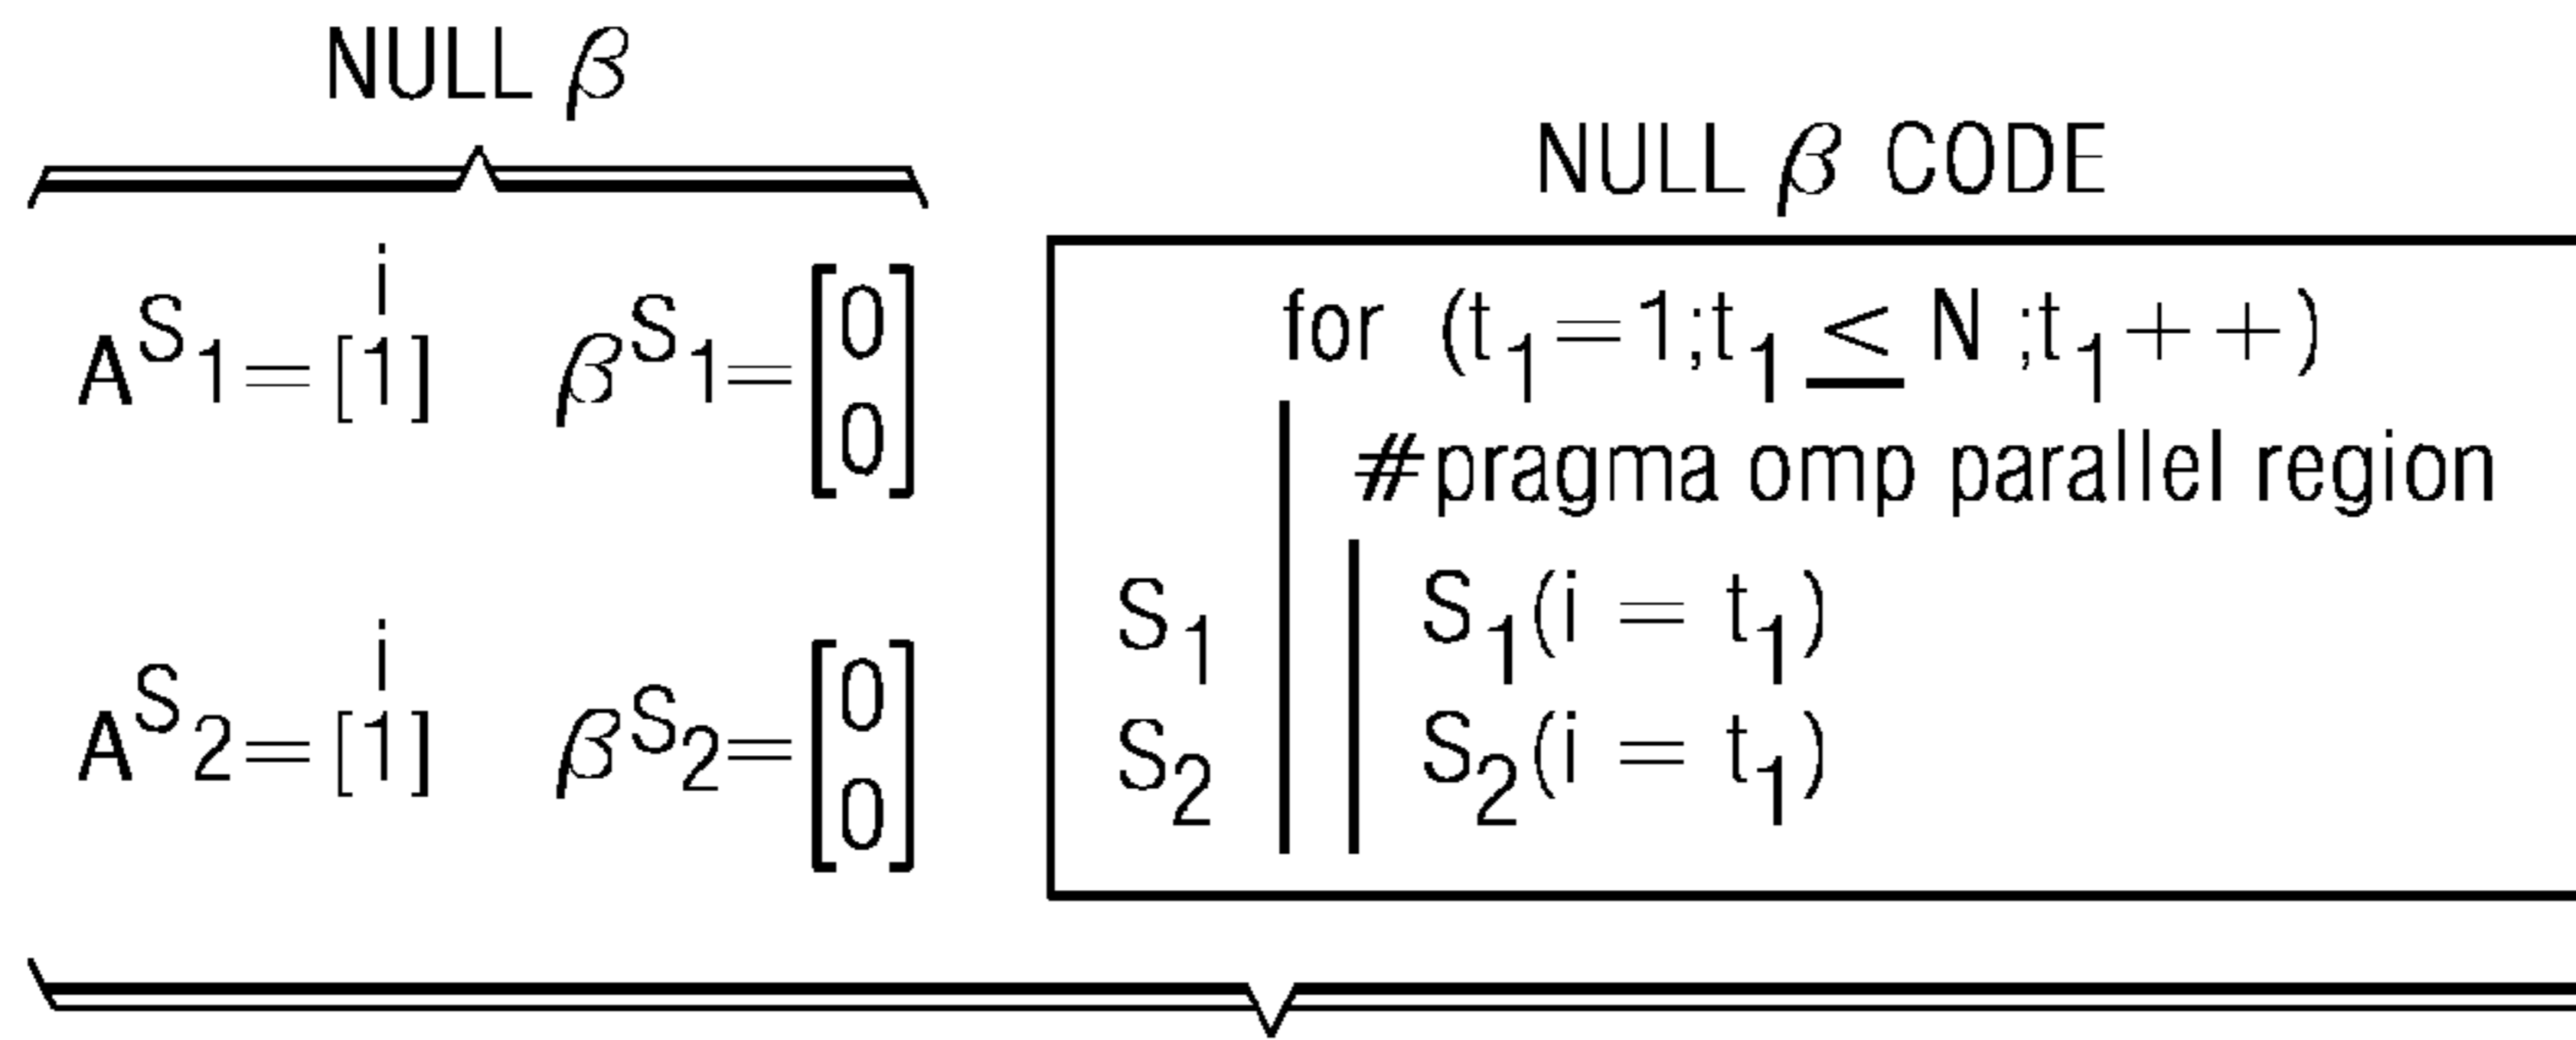 NULL β
NULL β CODE
i
A^S1=[1] β^S1=[0 0]
for (t1=1;t1≤N ;t1++)
#pragma omp parallel region
S1 S1(i = t1)
i
A^S2=[1] β^S2=[0 0]
S2 S2(i = t1)